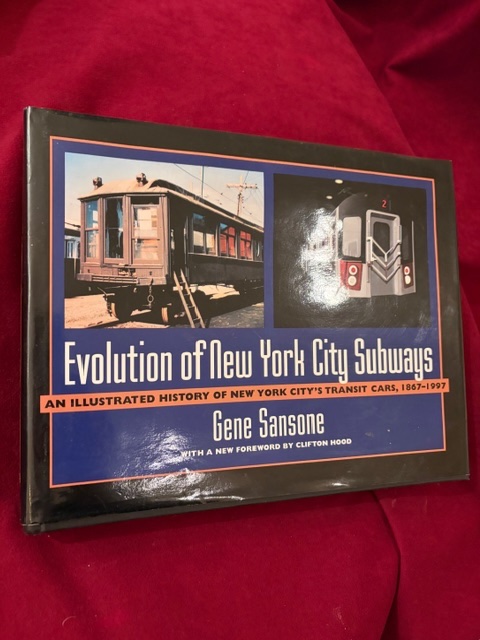 2
Evolution of New York City Subways
AN ILLUSTRATED HISTORY OF NEW YORK CITY'S TRANSIT CARS, 1867–1997
Gene Sansone
WITH A NEW FOREWORD BY CLIFTON HOOD